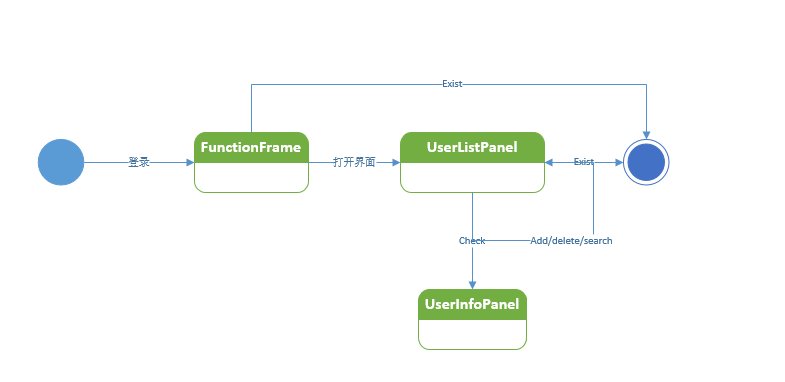 Exist
登录
FunctionFrame
打开界面
UserListPanel
Exist
Check
Add/delete/search
UserInfoPanel